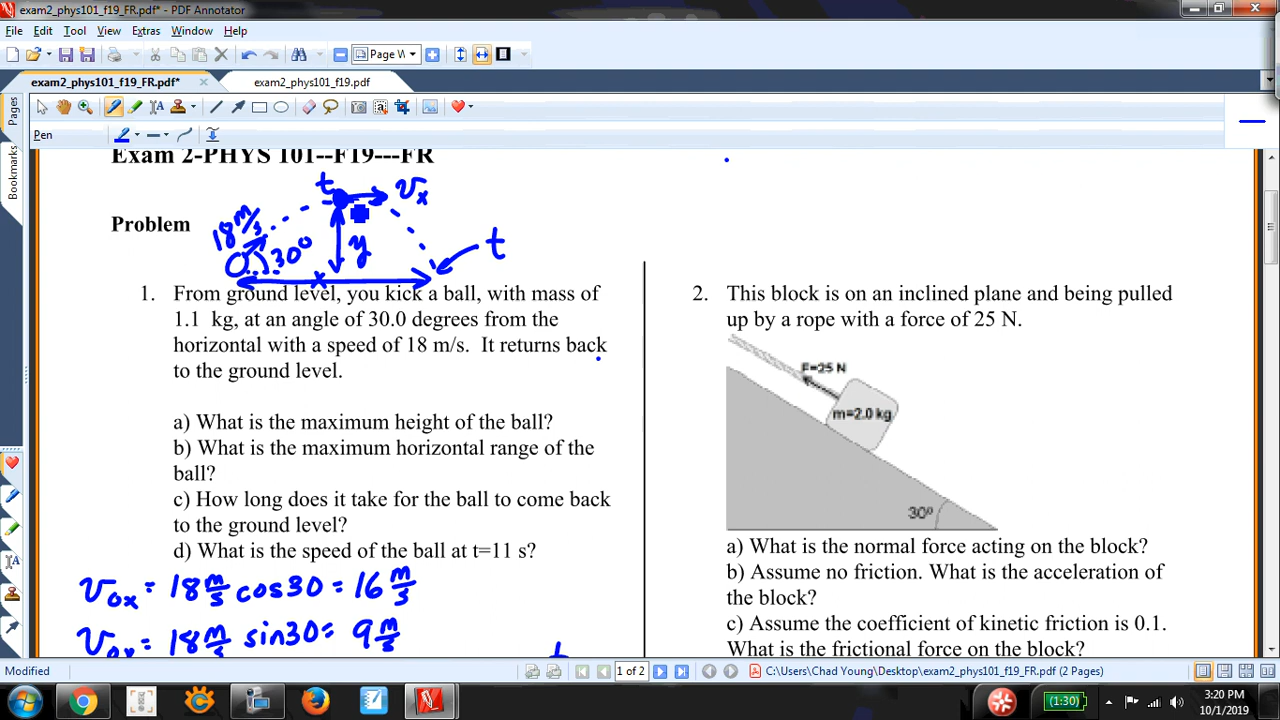 exam2_phys101_f19_FR.pdf* - PDF Annotator
File Edit Tool View Extras Window Help
Page W
exam2_phys101_f19_FR.pdf* exam2_phys101_f19.pdf
Pen
Pages
Bookmarks
Exam 2-PHYS 101--F19---FR
t
v_x
Problem
18 m/s
30°
y
t
x
1. From ground level, you kick a ball, with mass of
1.1 kg, at an angle of 30.0 degrees from the
horizontal with a speed of 18 m/s. It returns back
to the ground level.
a) What is the maximum height of the ball?
b) What is the maximum horizontal range of the
ball?
c) How long does it take for the ball to come back
to the ground level?
d) What is the speed of the ball at t=11 s?
v_ox = 18 m/s cos30 = 16 m/s
v_ox = 18 m/s sin30 = 9 m/s
t
2. This block is on an inclined plane and being pulled
up by a rope with a force of 25 N.
F=25 N
m=2.0 kg
30º
a) What is the normal force acting on the block?
b) Assume no friction. What is the acceleration of
the block?
c) Assume the coefficient of kinetic friction is 0.1.
What is the frictional force on the block?
Modified
1 of 2
C:\Users\Chad Young\Desktop\exam2_phys101_f19_FR.pdf (2 Pages)
(1:30)
3:20 PM
10/1/2019